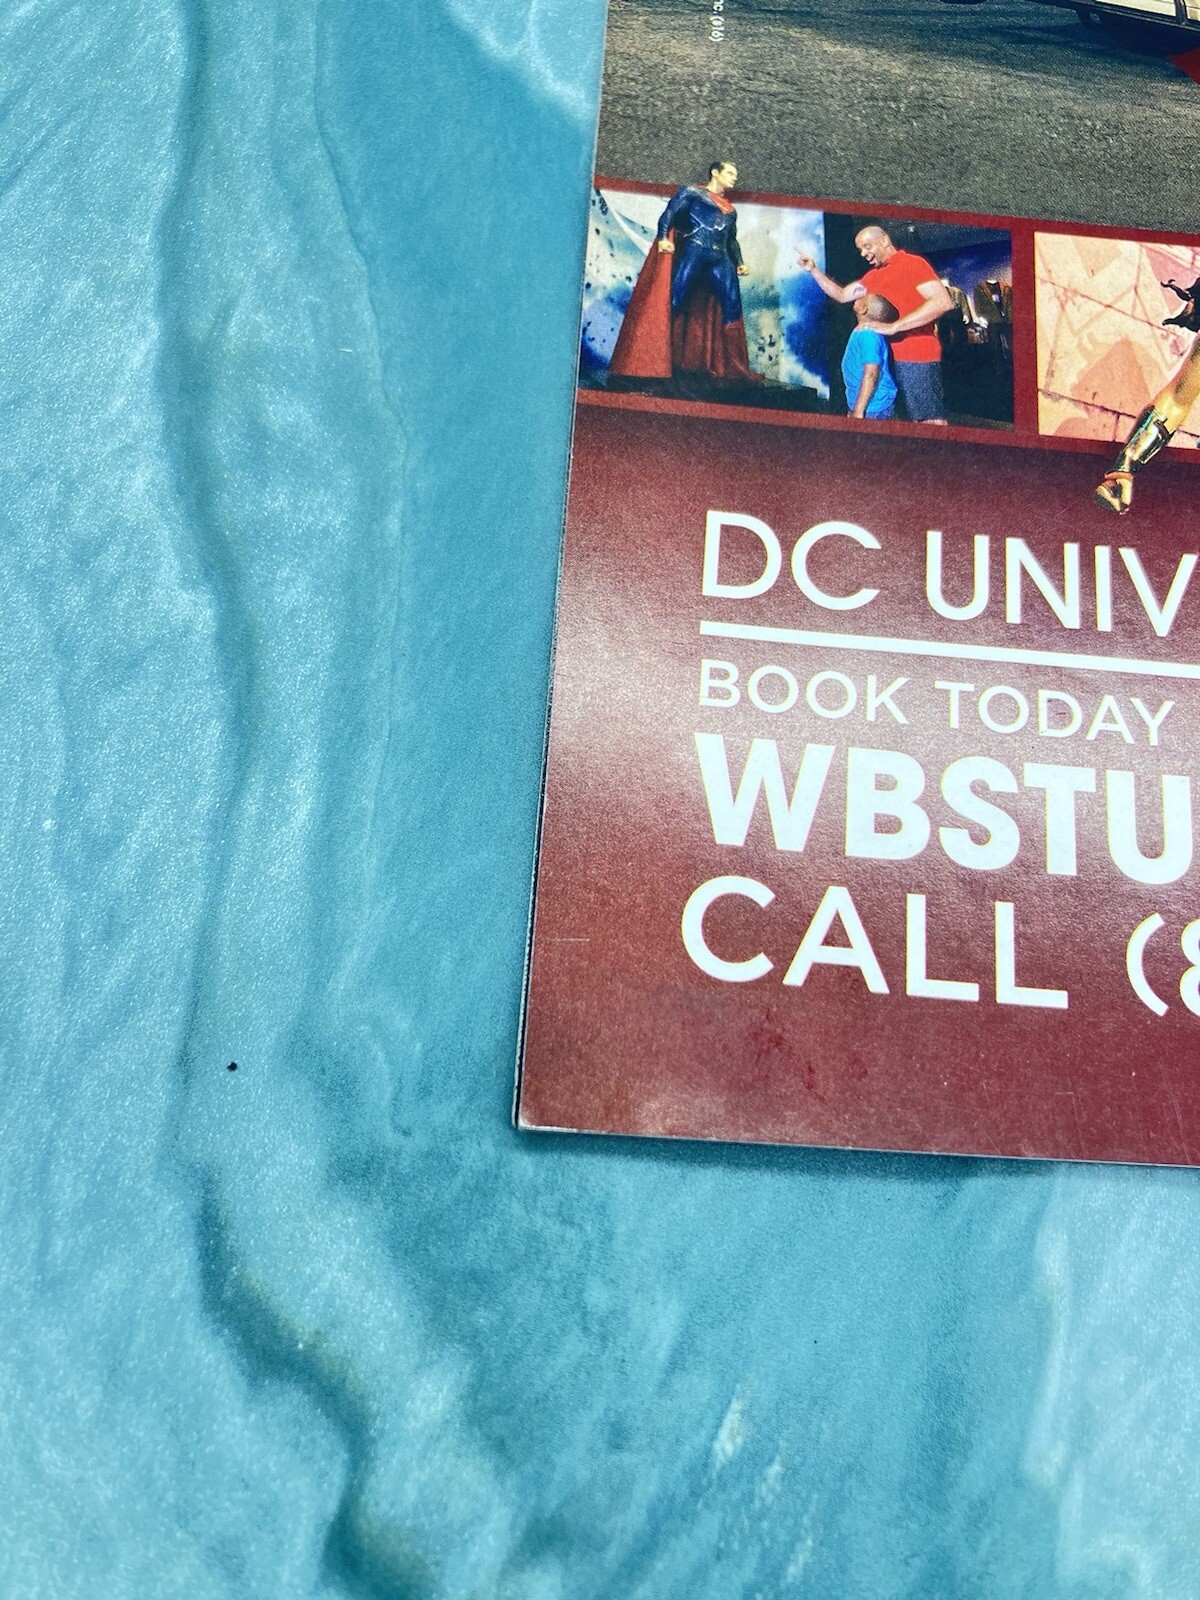 DC UNIV
BOOK TODAY
WBSTU
CALL (8